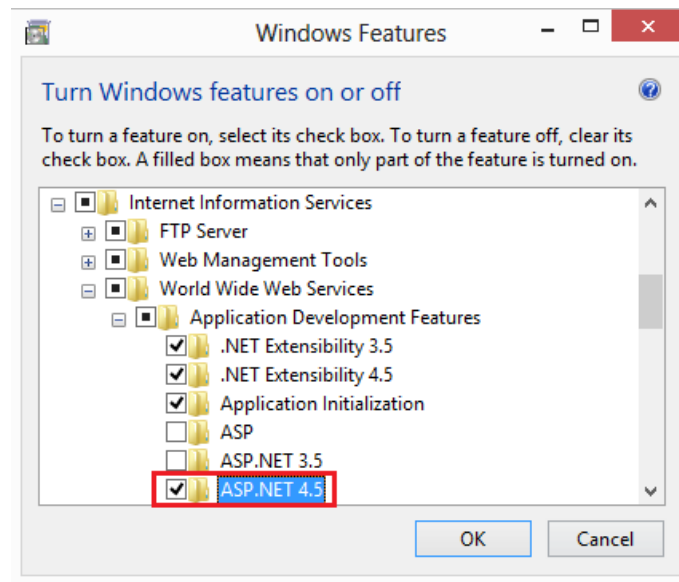 Windows Features
Turn Windows features on or off
To turn a feature on, select its check box. To turn a feature off, clear its
check box. A filled box means that only part of the feature is turned on.
Internet Information Services
FTP Server
Web Management Tools
World Wide Web Services
Application Development Features
.NET Extensibility 3.5
.NET Extensibility 4.5
Application Initialization
ASP
ASP.NET 3.5
ASP.NET 4.5
OK Cancel